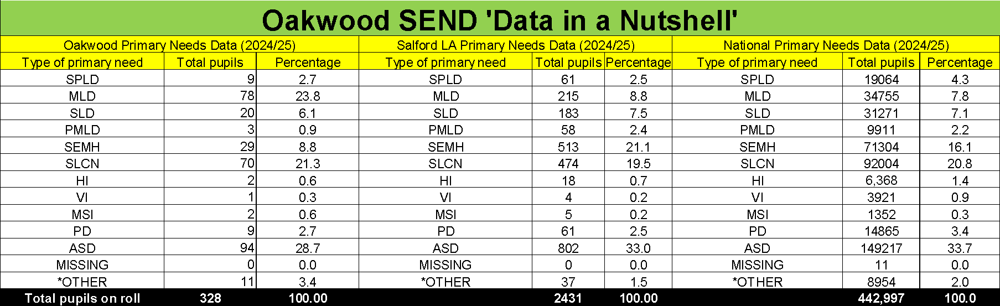 Oakwood SEND 'Data in a Nutshell'
Oakwood Primary Needs Data (2024/25) Salford LA Primary Needs Data (2024/25) National Primary Needs Data (2024/25)
Type of primary need Total pupils Percentage Type of primary need Total pupils Percentage Type of primary need Total pupils Percentage
SPLD 9 2.7 SPLD 61 2.5 SPLD 19064 4.3
MLD 78 23.8 MLD 215 8.8 MLD 34755 7.8
SLD 20 6.1 SLD 183 7.5 SLD 31271 7.1
PMLD 3 0.9 PMLD 58 2.4 PMLD 9911 2.2
SEMH 29 8.8 SEMH 513 21.1 SEMH 71304 16.1
SLCN 70 21.3 SLCN 474 19.5 SLCN 92004 20.8
HI 2 0.6 HI 18 0.7 HI 6,368 1.4
VI 1 0.3 VI 4 0.2 VI 3921 0.9
MSI 2 0.6 MSI 5 0.2 MSI 1352 0.3
PD 9 2.7 PD 61 2.5 PD 14865 3.4
ASD 94 28.7 ASD 802 33.0 ASD 149217 33.7
MISSING 0 0.0 MISSING 0 0.0 MISSING 11 0.0
*OTHER 11 3.4 *OTHER 37 1.5 *OTHER 8954 2.0
Total pupils on roll 328 100.00 2431 100.00 442,997 100.0